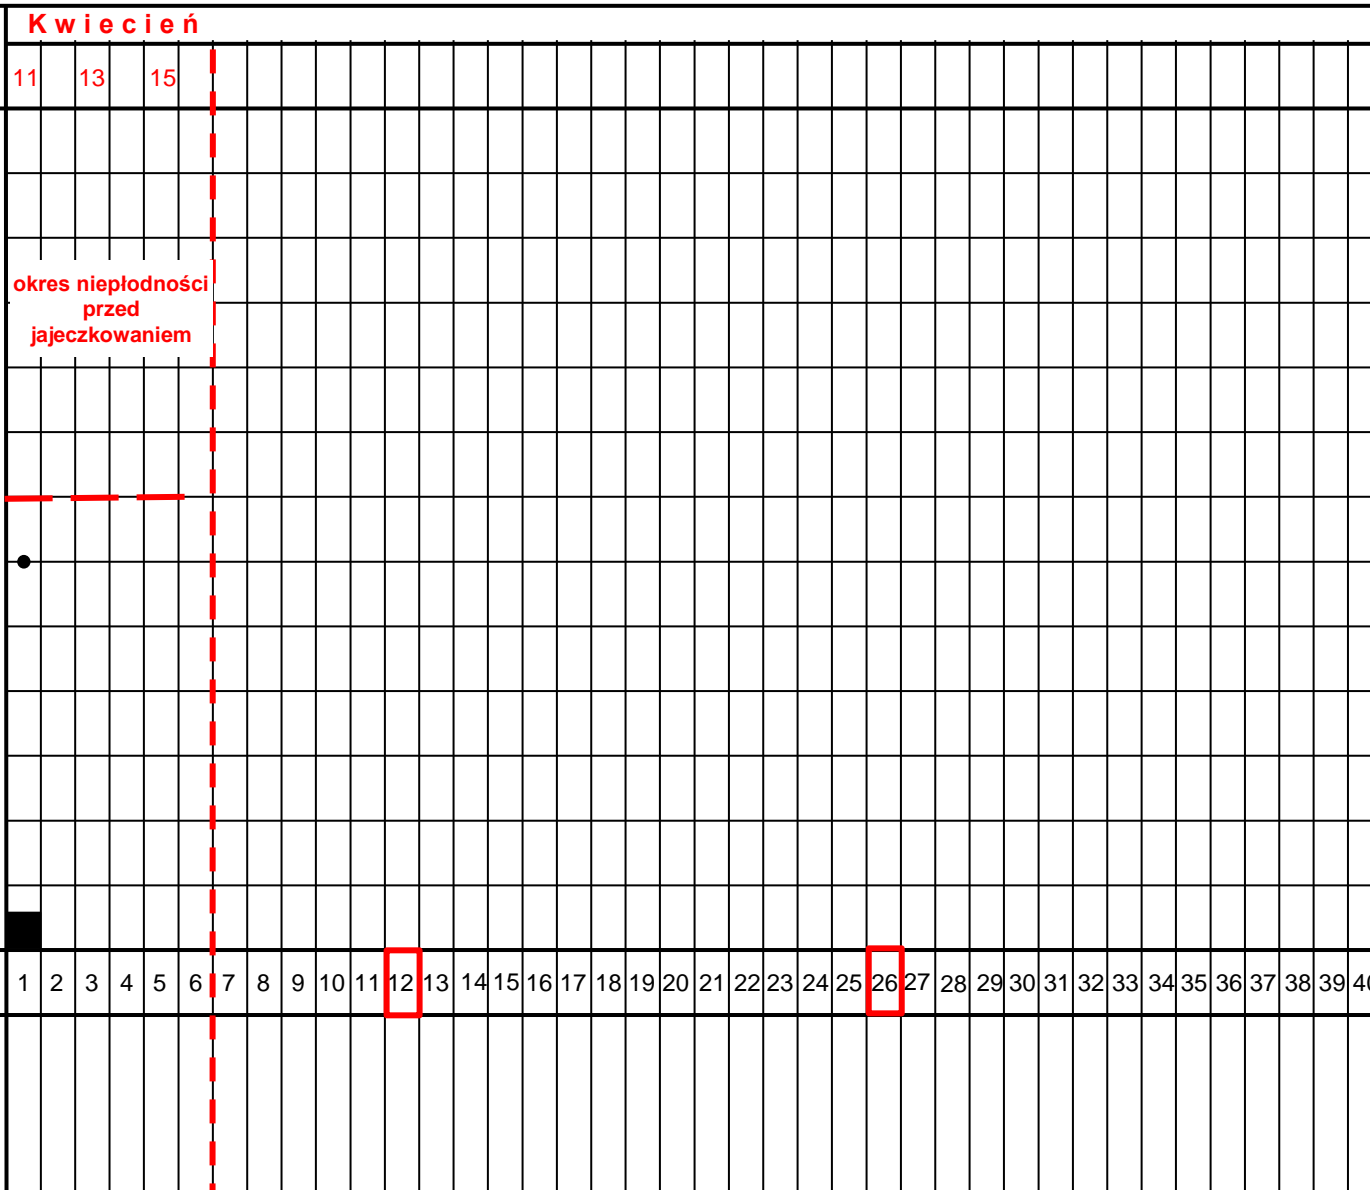 Kwiecień
11 13 15
okres niepłodności
przed
jajeczkowaniem
1 2 3 4 5 6 7 8 9 10 11 12 13 14 15 16 17 18 19 20 21 22 23 24 25 26 27 28 29 30 31 32 33 34 35 36 37 38 39 40